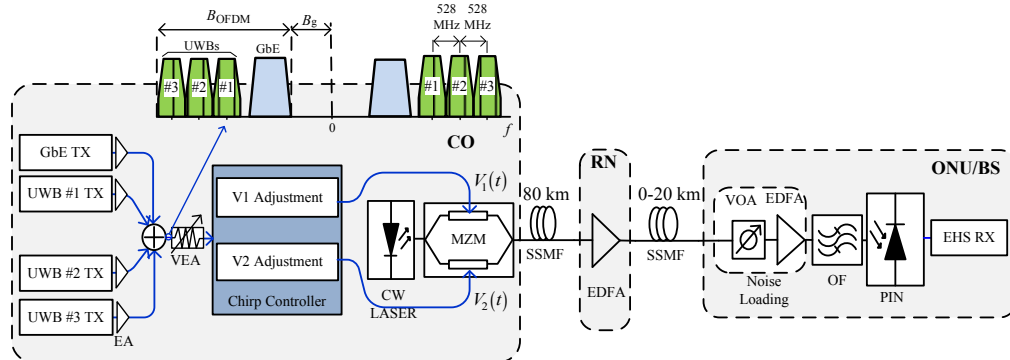 B_OFDM B_g 528 MHz 528 MHz
UWBs GbE
#3 #2 #1 #1 #2 #3
0 f
CO
GbE TX
UWB #1 TX
UWB #2 TX
UWB #3 TX
EA
VEA
V1 Adjustment
V2 Adjustment
Chirp Controller
V_1(t)
V_2(t)
CW
LASER
MZM
80 km
SSMF
RN
EDFA
0-20 km
SSMF
ONU/BS
VOA EDFA
Noise
Loading
OF
PIN
EHS RX